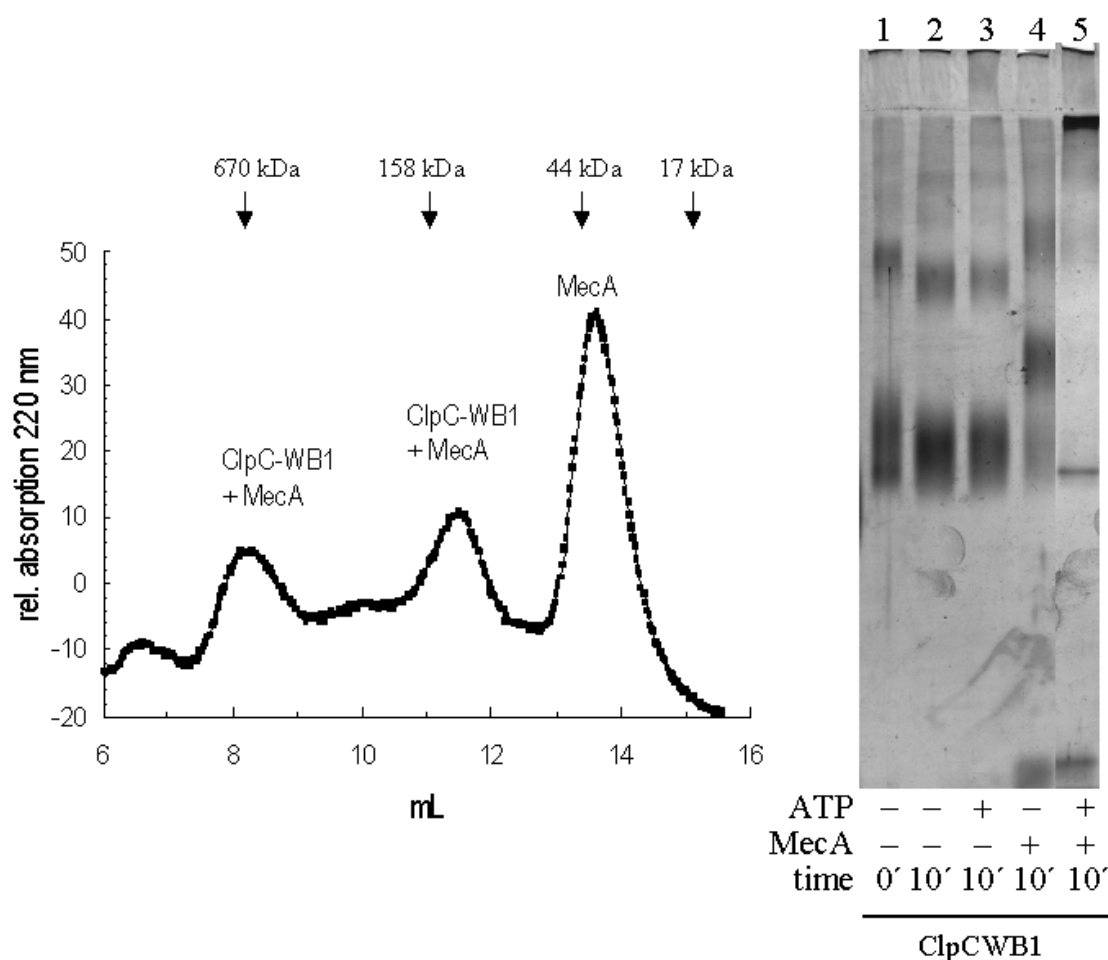 670 kDa 158 kDa 44 kDa 17 kDa
50
40
30
20
10
0
-10
-20
rel. absorption 220 nm
MecA
ClpC-WB1
+ MecA
ClpC-WB1
+ MecA
6 8 10 12 14 16
mL
1 2 3 4 5
ATP – – + – +
MecA – – – + +
time 0´ 10´ 10´ 10´ 10´
ClpCWB1